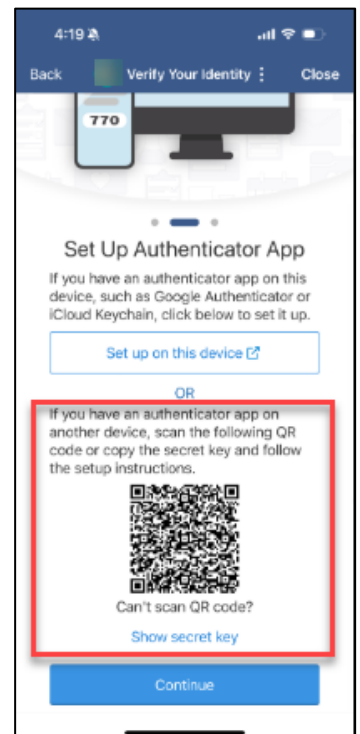 4:19
Back Verify Your Identity Close
770
Set Up Authenticator App
If you have an authenticator app on this
device, such as Google Authenticator or
iCloud Keychain, click below to set it up.
Set up on this device
OR
If you have an authenticator app on
another device, scan the following QR
code or copy the secret key and follow
the setup instructions.
Can't scan QR code?
Show secret key
Continue